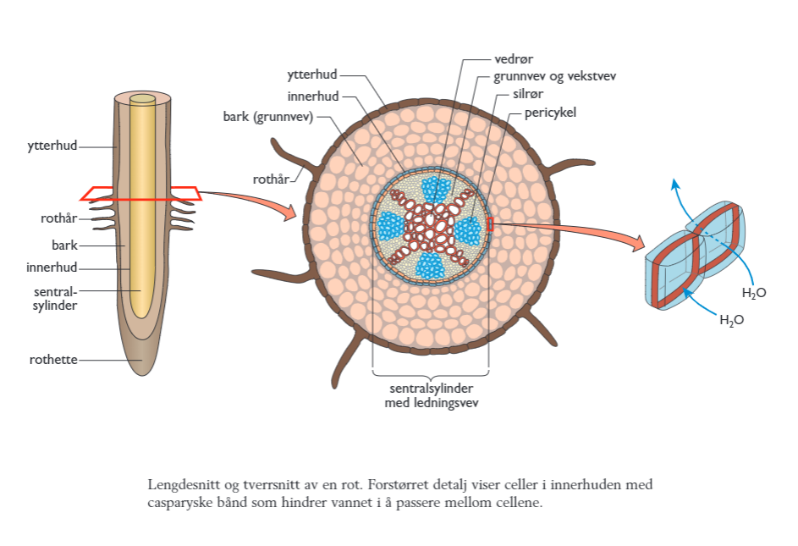 ytterhud
rothår
bark
innerhud
sentral-
sylinder
rothette
ytterhud
innerhud
bark (grunnvev)
rothår
vedrør
grunnvev og vekstvev
silrør
pericykel
sentralsylinder
med ledningsvev
H₂O
H₂O
Lengdesnitt og tverrsnitt av en rot. Forstørret detalj viser celler i innerhuden med
casparyske bånd som hindrer vannet i å passere mellom cellene.